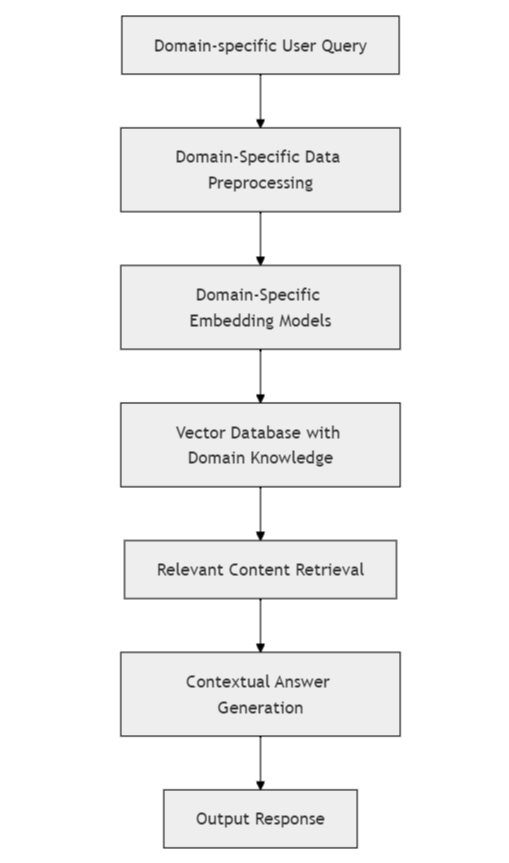 Domain-specific User Query
Domain-Specific Data
Preprocessing
Domain-Specific
Embedding Models
Vector Database with
Domain Knowledge
Relevant Content Retrieval
Contextual Answer
Generation
Output Response